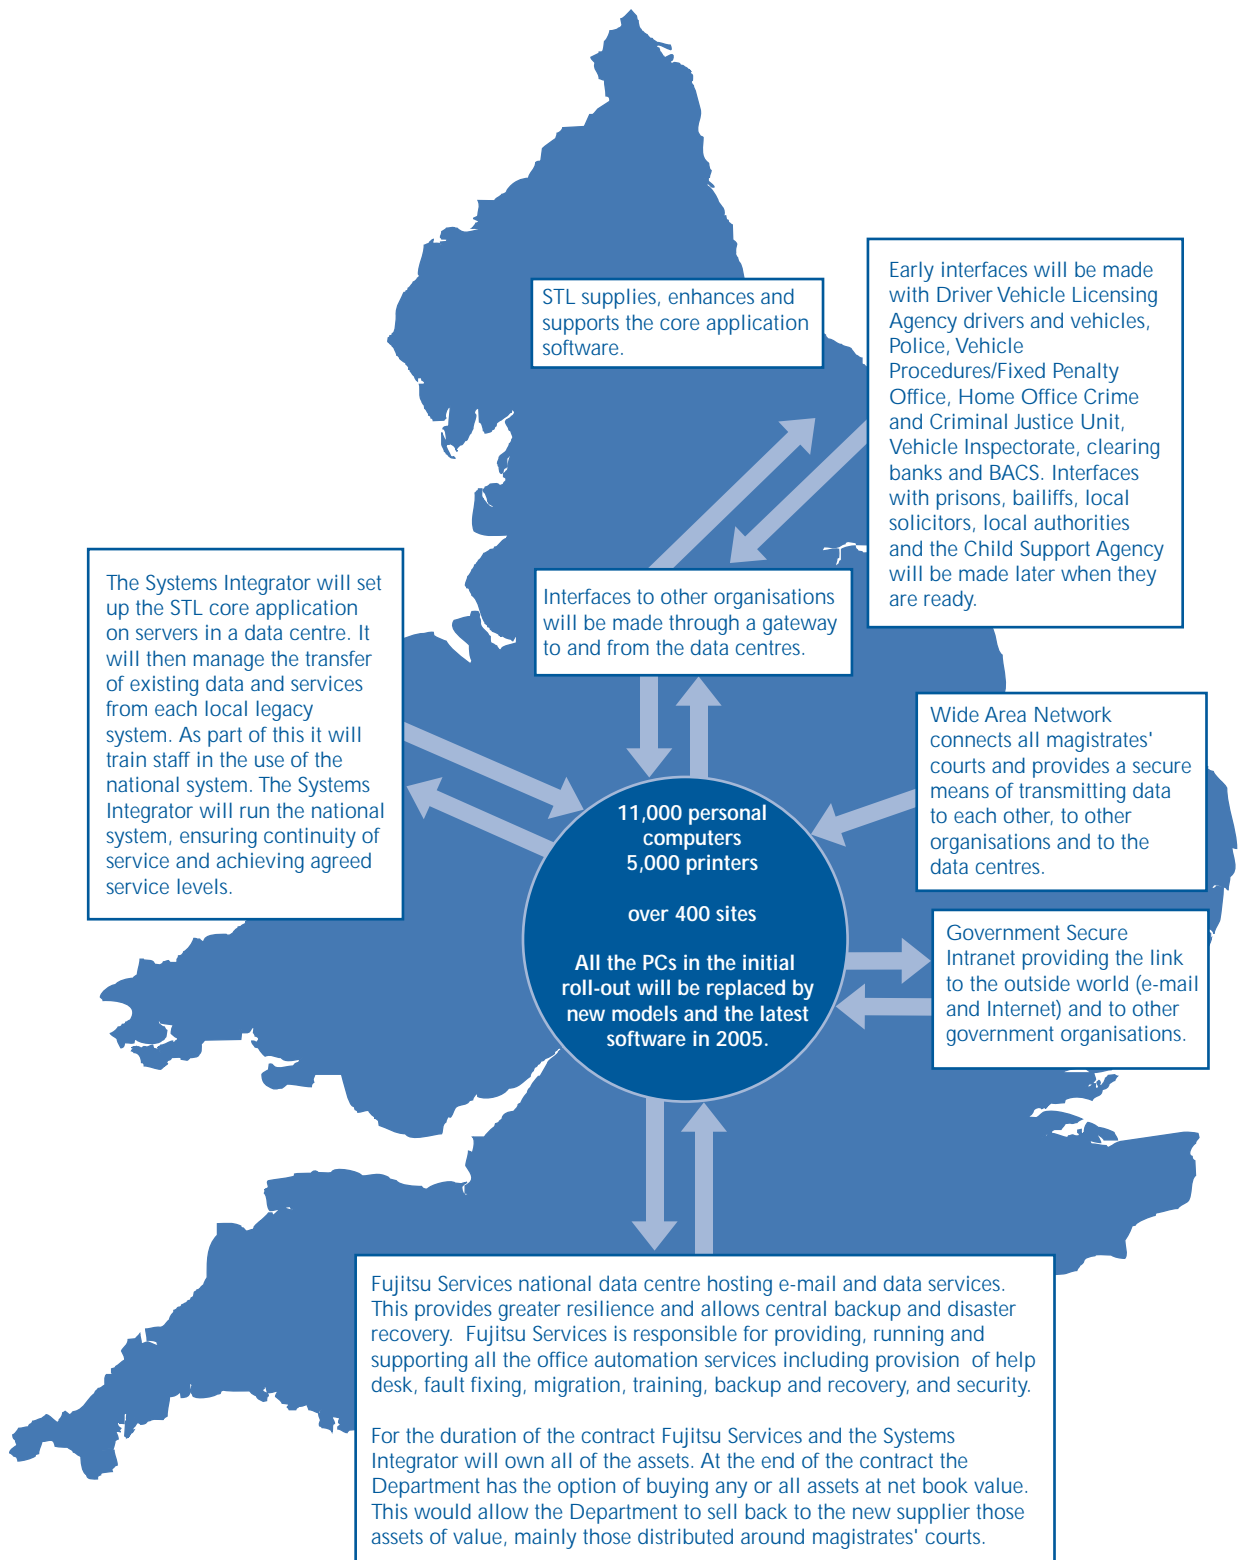 STL supplies, enhances and
supports the core application
software.
Early interfaces will be made
with Driver Vehicle Licensing
Agency drivers and vehicles,
Police, Vehicle
Procedures/Fixed Penalty
Office, Home Office Crime
and Criminal Justice Unit,
Vehicle Inspectorate, clearing
banks and BACS. Interfaces
with prisons, bailiffs, local
solicitors, local authorities
and the Child Support Agency
will be made later when they
are ready.
The Systems Integrator will set
up the STL core application
on servers in a data centre. It
will then manage the transfer
of existing data and services
from each local legacy
system. As part of this it will
train staff in the use of the
national system. The Systems
Integrator will run the national
system, ensuring continuity of
service and achieving agreed
service levels.
Interfaces to other organisations
will be made through a gateway
to and from the data centres.
Wide Area Network
connects all magistrates'
courts and provides a secure
means of transmitting data
to each other, to other
organisations and to the
data centres.
11,000 personal
computers
5,000 printers
over 400 sites
All the PCs in the initial
roll-out will be replaced by
new models and the latest
software in 2005.
Government Secure
Intranet providing the link
to the outside world (e-mail
and Internet) and to other
government organisations.
Fujitsu Services national data centre hosting e-mail and data services.
This provides greater resilience and allows central backup and disaster
recovery. Fujitsu Services is responsible for providing, running and
supporting all the office automation services including provision of help
desk, fault fixing, migration, training, backup and recovery, and security.
For the duration of the contract Fujitsu Services and the Systems
Integrator will own all of the assets. At the end of the contract the
Department has the option of buying any or all assets at net book value.
This would allow the Department to sell back to the new supplier those
assets of value, mainly those distributed around magistrates' courts.